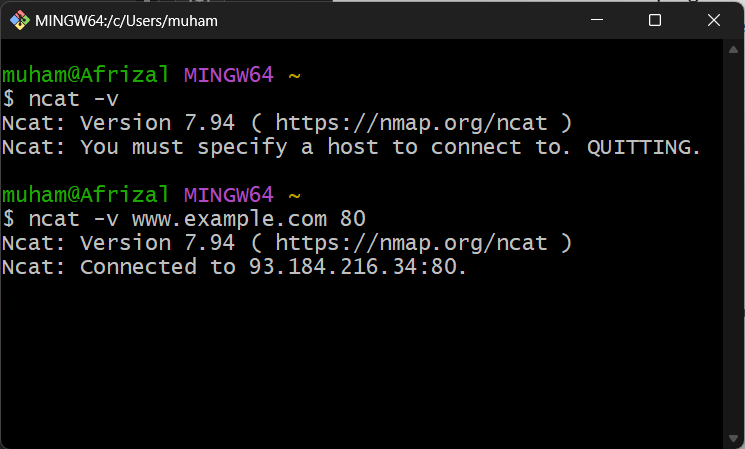 MINGW64:/c/Users/muham
muham@Afrizal MINGW64 ~
$ ncat -v
Ncat: Version 7.94 ( https://nmap.org/ncat )
Ncat: You must specify a host to connect to. QUITTING.
muham@Afrizal MINGW64 ~
$ ncat -v www.example.com 80
Ncat: Version 7.94 ( https://nmap.org/ncat )
Ncat: Connected to 93.184.216.34:80.